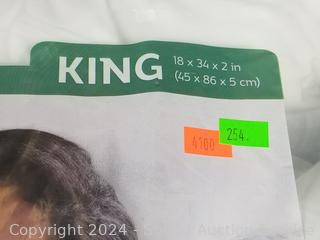 KING
18 x 34 x 2 in
(45 x 86 x 5 cm)
4100
254.
Copyright 2024 -